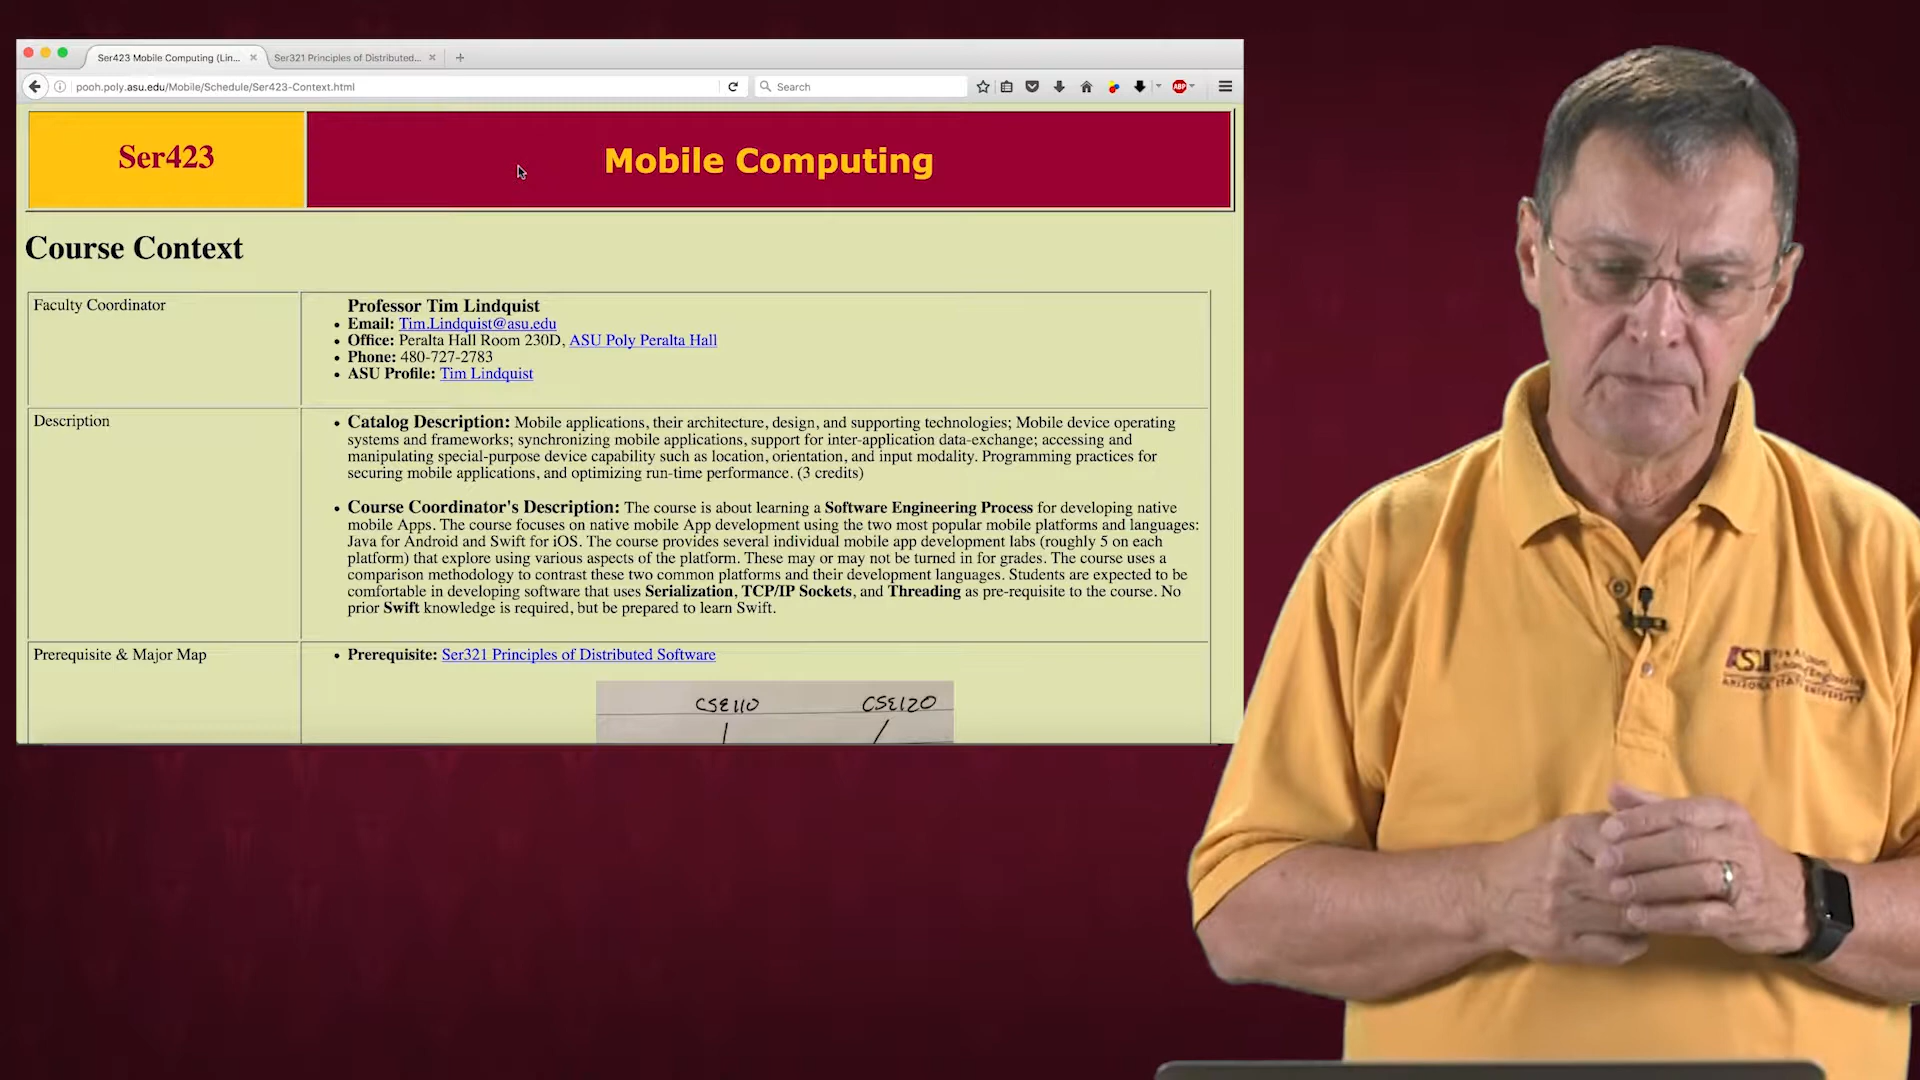 Ser423 Mobile Computing (Lin...
Ser321 Principles of Distributed...
pooh.poly.asu.edu/Mobile/Schedule/Ser423-Context.html
Search
ABP
Ser423
Mobile Computing
Course Context
Faculty Coordinator
Professor Tim Lindquist
• Email: Tim.Lindquist@asu.edu
• Office: Peralta Hall Room 230D, ASU Poly Peralta Hall
• Phone: 480-727-2783
• ASU Profile: Tim Lindquist
Description
• Catalog Description: Mobile applications, their architecture, design, and supporting technologies; Mobile device operating
systems and frameworks; synchronizing mobile applications, support for inter-application data-exchange; accessing and
manipulating special-purpose device capability such as location, orientation, and input modality. Programming practices for
securing mobile applications, and optimizing run-time performance. (3 credits)
• Course Coordinator's Description: The course is about learning a Software Engineering Process for developing native
mobile Apps. The course focuses on native mobile App development using the two most popular mobile platforms and languages:
Java for Android and Swift for iOS. The course provides several individual mobile app development labs (roughly 5 on each
platform) that explore using various aspects of the platform. These may or may not be turned in for grades. The course uses a
comparison methodology to contrast these two common platforms and their development languages. Students are expected to be
comfortable in developing software that uses Serialization, TCP/IP Sockets, and Threading as pre-requisite to the course. No
prior Swift knowledge is required, but be prepared to learn Swift.
Prerequisite & Major Map
• Prerequisite: Ser321 Principles of Distributed Software
CSE110
CSE120
ASU
ARIZONA STATE UNIVERSITY